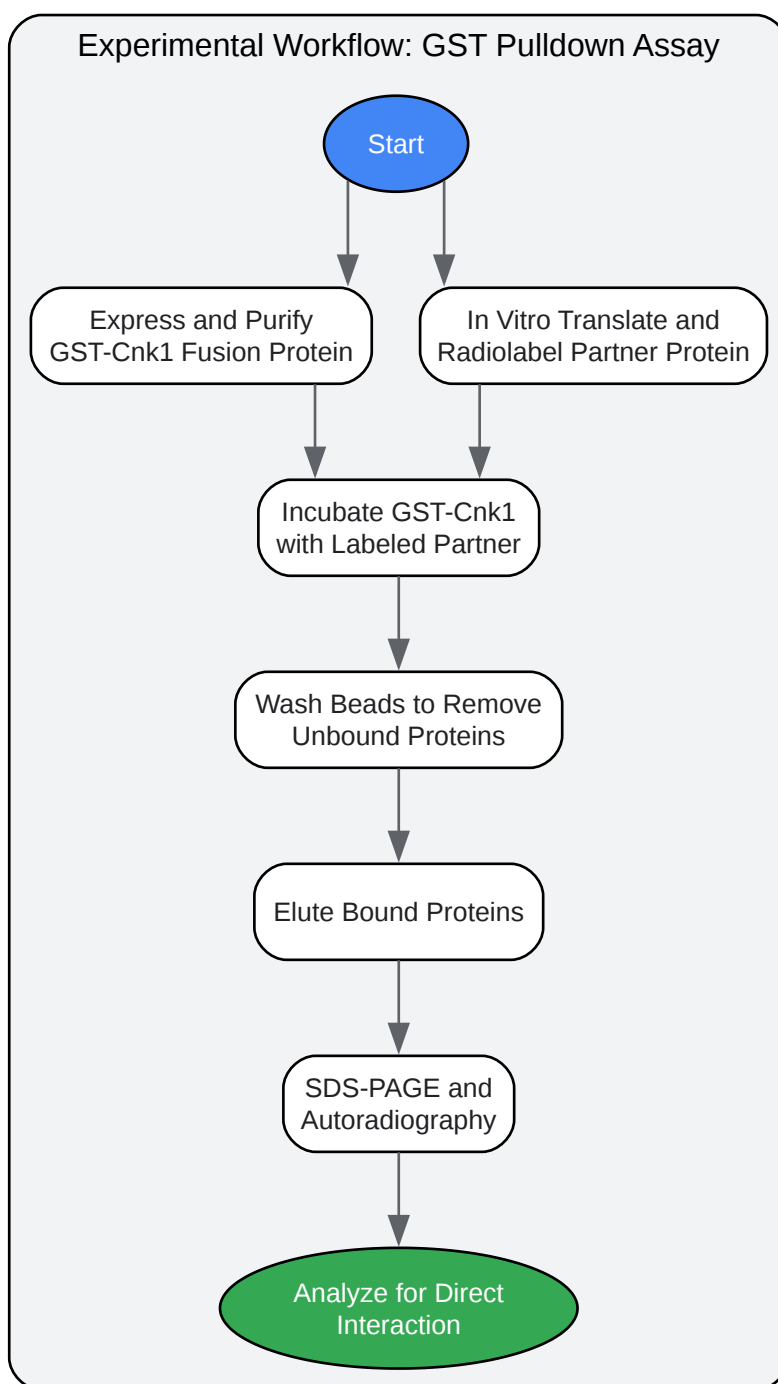 Experimental Workflow: GST Pulldown Assay
Start
Express and Purify
GST-Cnk1 Fusion Protein
In Vitro Translate and
Radiolabel Partner Protein
Incubate GST-Cnk1
with Labeled Partner
Wash Beads to Remove
Unbound Proteins
Elute Bound Proteins
SDS-PAGE and
Autoradiography
Analyze for Direct
Interaction